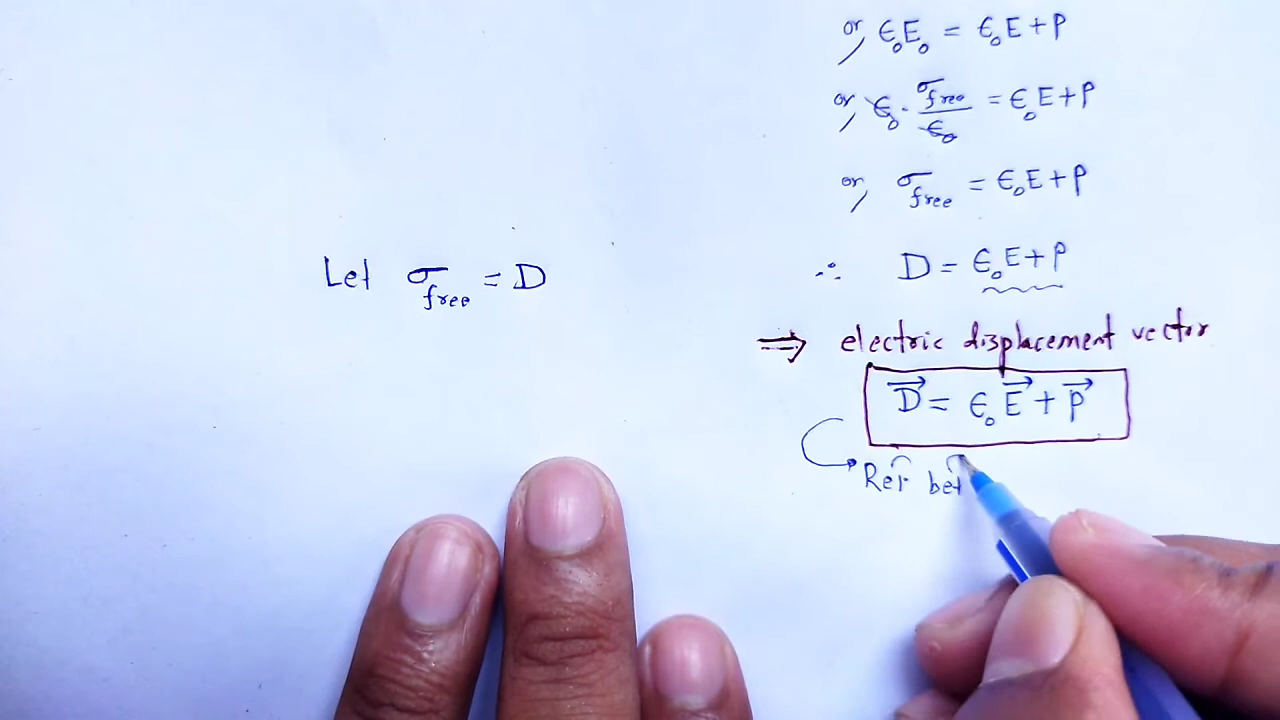 or, ϵ₀E₀ = ϵ₀E + P
or, ϵ₀ · σfree/ϵ₀ = ϵ₀E + P
or, σfree = ϵ₀E + P
Let σfree = D
∴ D = ϵ₀E + P
⇒ electric displacement vector
D⃗ = ϵ₀E⃗ + P⃗
Rer bet